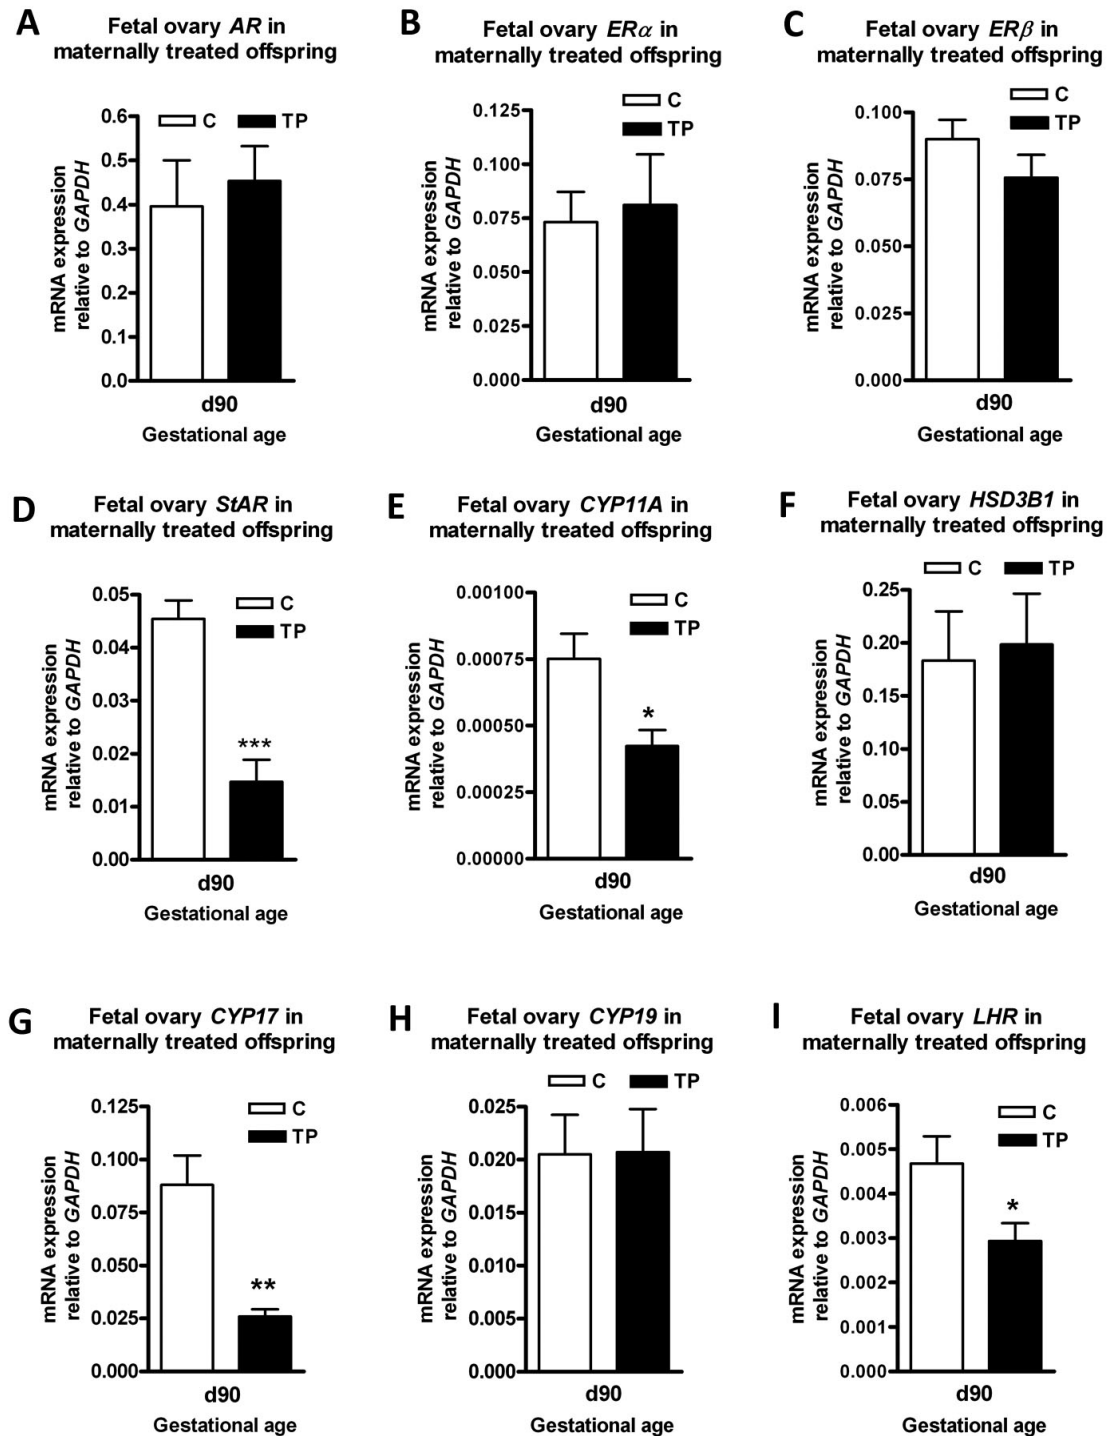 A
Fetal ovary AR in
maternally treated offspring
C
TP
0.6
0.5
0.4
0.3
0.2
0.1
0.0
mRNA expression
relative to GAPDH
d90
Gestational age
B
Fetal ovary ERα in
maternally treated offspring
C
TP
0.125
0.100
0.075
0.050
0.025
0.000
mRNA expression
relative to GAPDH
d90
Gestational age
C
Fetal ovary ERβ in
maternally treated offspring
C
TP
0.100
0.075
0.050
0.025
0.000
mRNA expression
relative to GAPDH
d90
Gestational age
D
Fetal ovary StAR in
maternally treated offspring
C
TP
0.05
0.04
0.03
0.02
0.01
0.00
***
mRNA expression
relative to GAPDH
d90
Gestational age
E
Fetal ovary CYP11A in
maternally treated offspring
C
TP
0.00100
0.00075
0.00050
0.00025
0.00000
*
mRNA expression
relative to GAPDH
d90
Gestational age
F
Fetal ovary HSD3B1 in
maternally treated offspring
C
TP
0.25
0.20
0.15
0.10
0.05
0.00
mRNA expression
relative to GAPDH
d90
Gestational age
G
Fetal ovary CYP17 in
maternally treated offspring
C
TP
0.125
0.100
0.075
0.050
0.025
0.000
**
mRNA expression
relative to GAPDH
d90
Gestational age
H
Fetal ovary CYP19 in
maternally treated offspring
C
TP
0.025
0.020
0.015
0.010
0.005
0.000
mRNA expression
relative to GAPDH
d90
Gestational age
I
Fetal ovary LHR in
maternally treated offspring
C
TP
0.006
0.005
0.004
0.003
0.002
0.001
0.000
*
mRNA expression
relative to GAPDH
d90
Gestational age